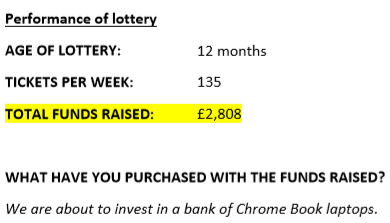 Performance of lottery
AGE OF LOTTERY: 12 months
TICKETS PER WEEK: 135
TOTAL FUNDS RAISED: £2,808
WHAT HAVE YOU PURCHASED WITH THE FUNDS RAISED?
We are about to invest in a bank of Chrome Book laptops.